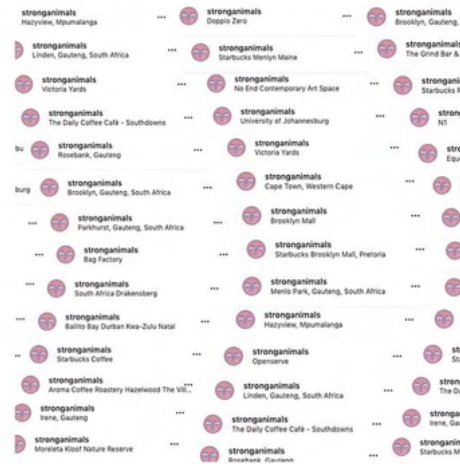 stronganimals
Hazyview, Mpumalanga
stronganimals
Linden, Gauteng, South Africa
stronganimals
Victoria Yards
stronganimals
The Daily Coffee Café - Southdowns
bu
stronganimals
Rosebank, Gauteng
burg
stronganimals
Brooklyn, Gauteng, South Africa
stronganimals
Parkhurst, Gauteng, South Africa
stronganimals
Bag Factory
stronganimals
South Africa Drakensberg
stronganimals
Ballito Bay Durban Kwa-Zulu Natal
stronganimals
Starbucks Coffee
stronganimals
Aroma Coffee Roastery Hazelwood The Vill...
stronganimals
Irene, Gauteng
stronganimals
Moreleta Kloof Nature Reserve
stronganimals
Doppio Zero
stronganimals
Starbucks Menlyn Maine
stronganimals
No End Contemporary Art Space
stronganimals
University of Johannesburg
stronganimals
Victoria Yards
stronganimals
Cape Town, Western Cape
stronganimals
Brooklyn Mall
stronganimals
Starbucks Brooklyn Mall, Pretoria
stronganimals
Menlo Park, Gauteng, South Africa
stronganimals
Hazyview, Mpumalanga
stronganimals
Openserve
stronganimals
Linden, Gauteng, South Africa
stronganimals
The Daily Coffee Café - Southdowns
stronganimals
Rosebank, Gauteng
stronganimals
Brooklyn, Gauteng,
stronganimals
The Grind Bar &
stronganimals
Starbucks
N1